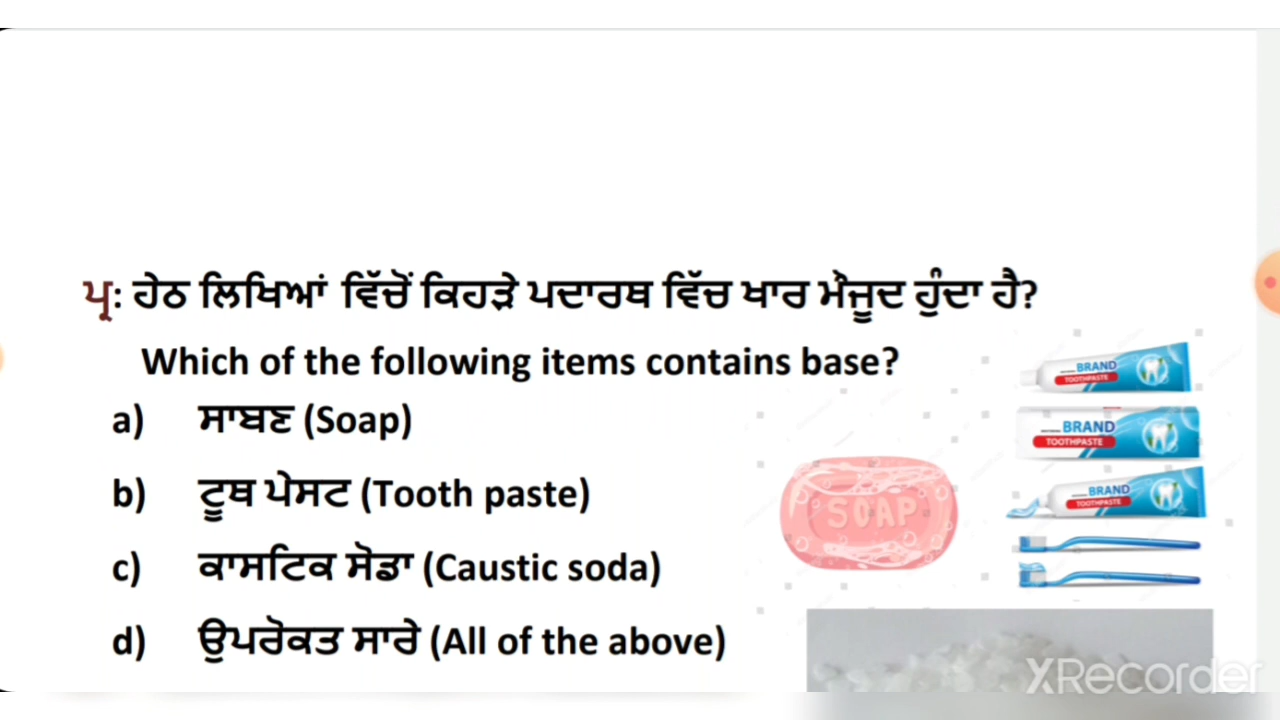 ਪ੍ਰ: ਹੇਠ ਲਿਖਿਆਂ ਵਿੱਚੋਂ ਕਿਹੜੇ ਪਦਾਰਥ ਵਿੱਚ ਖਾਰ ਮੌਜੂਦ ਹੁੰਦਾ ਹੈ?
Which of the following items contains base?
a) ਸਾਬਣ (Soap)
b) ਟੂਥ ਪੇਸਟ (Tooth paste)
c) ਕਾਸਟਿਕ ਸੋਡਾ (Caustic soda)
d) ਉਪਰੋਕਤ ਸਾਰੇ (All of the above)
SOAP
BRAND
TOOTHPASTE
BRAND
TOOTHPASTE
BRAND
TOOTHPASTE
XRecorder